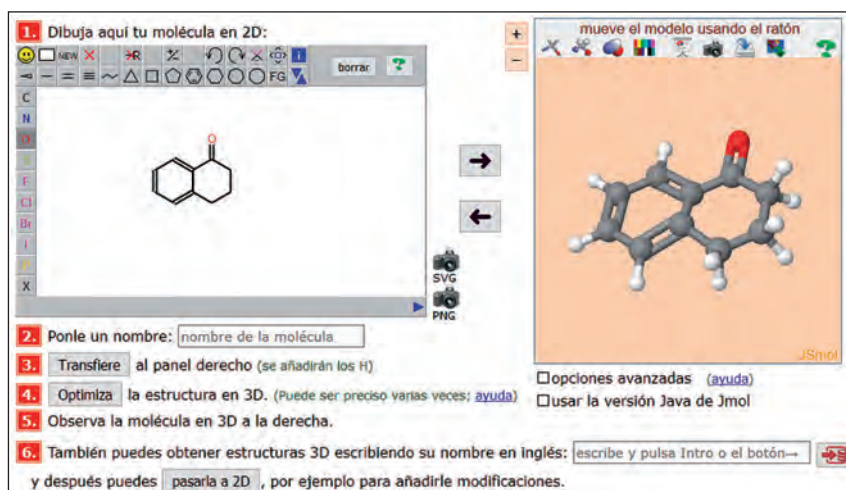 1. Dibuja aquí tu molécula en 2D:
NEW
R
borrar
?
FG
C
N
O
F
Cl
Br
I
X
O
+
−
SVG
PNG
mueve el modelo usando el ratón
?
JSmol
2. Ponle un nombre: nombre de la molécula
3. Transfiere al panel derecho (se añadirán los H)
4. Optimiza la estructura en 3D. (Puede ser preciso varias veces; ayuda)
5. Observa la molécula en 3D a la derecha.
opciones avanzadas (ayuda)
usar la versión Java de Jmol
6. También puedes obtener estructuras 3D escribiendo su nombre en inglés: escribe y pulsa Intro o el botón→
y después puedes pasarla a 2D, por ejemplo para añadirle modificaciones.